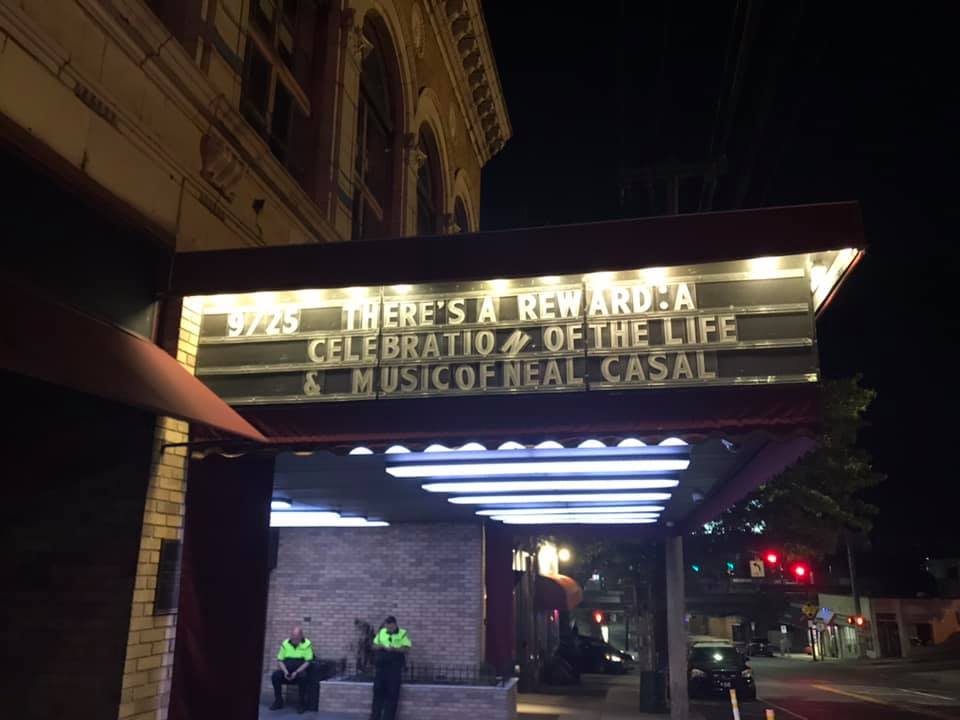 9/25 THERE'S A REWARD: A
CELEBRATION OF THE LIFE
& MUSIC OF NEAL CASAL